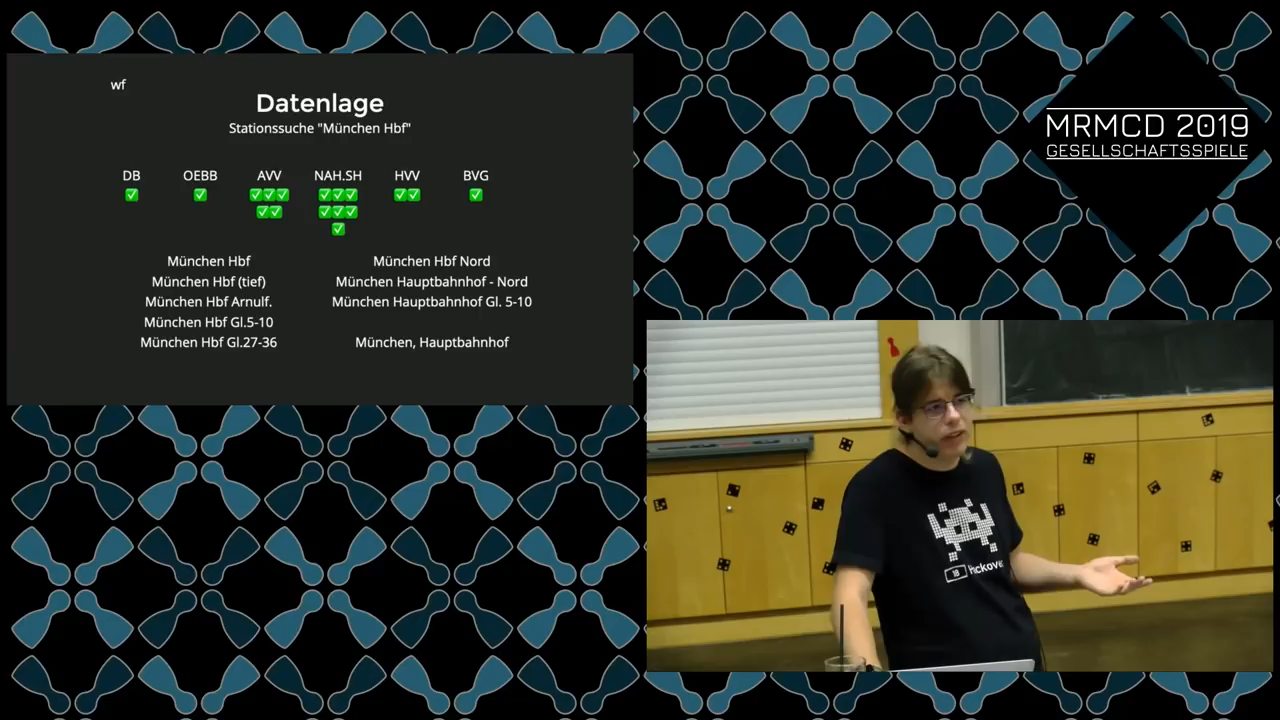 wf
Datenlage
Stationssuche "München Hbf"
DB OEBB AVV NAH.SH HVV BVG
München Hbf
München Hbf (tief)
München Hbf Arnulf.
München Hbf Gl.5-10
München Hbf Gl.27-36
München Hbf Nord
München Hauptbahnhof - Nord
München Hauptbahnhof Gl. 5-10
München, Hauptbahnhof
MRMCD 2019
GESELLSCHAFTSSPIELE
18